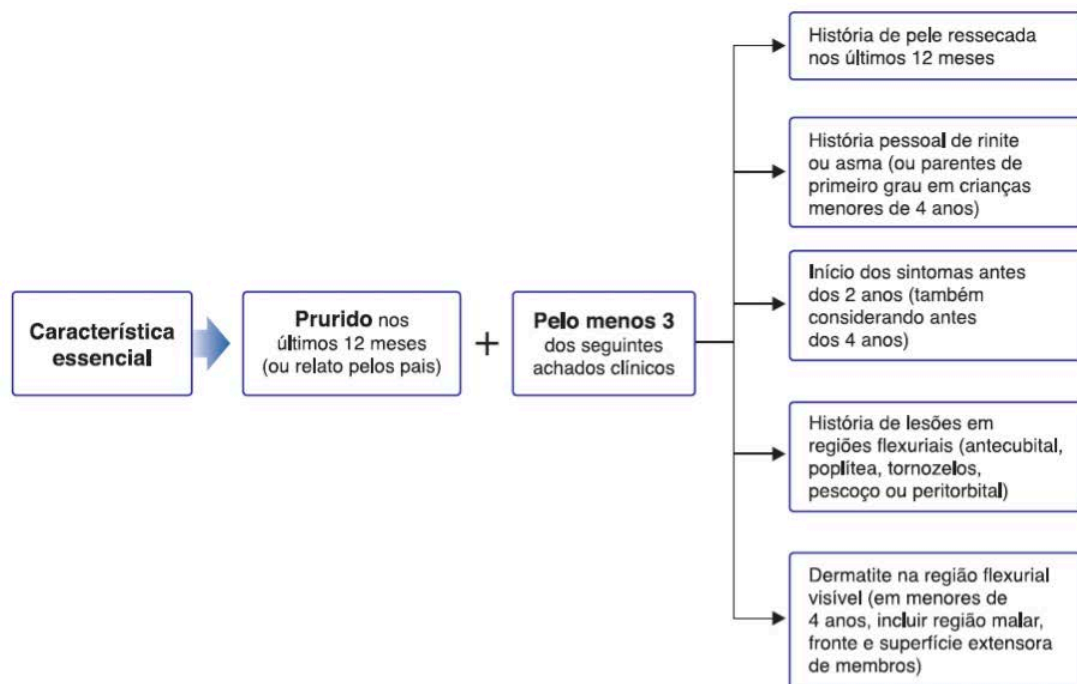 Característica
essencial
Prurido nos
últimos 12 meses
(ou relato pelos pais)
+
Pelo menos 3
dos seguintes
achados clínicos
História de pele ressecada
nos últimos 12 meses
História pessoal de rinite
ou asma (ou parentes de
primeiro grau em crianças
menores de 4 anos)
Início dos sintomas antes
dos 2 anos (também
considerando antes
dos 4 anos)
História de lesões em
regiões flexuriais (antecubital,
poplítea, tornozelos,
pescoço ou peritorbital)
Dermatite na região flexurial
visível (em menores de
4 anos, incluir região malar,
fronte e superfície extensora
de membros)